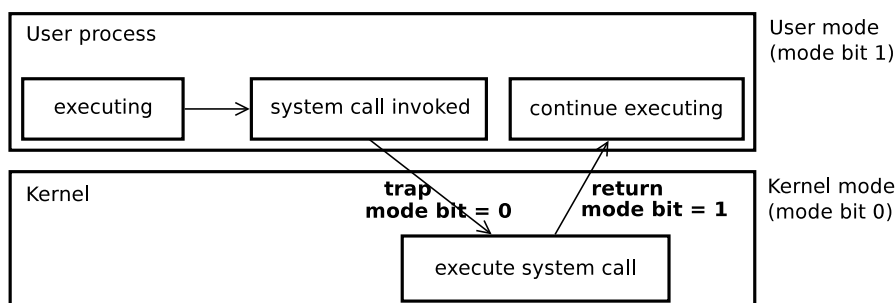 User process
User mode
(mode bit 1)
executing
system call invoked
continue executing
Kernel
trap
mode bit = 0
return
mode bit = 1
Kernel mode
(mode bit 0)
execute system call